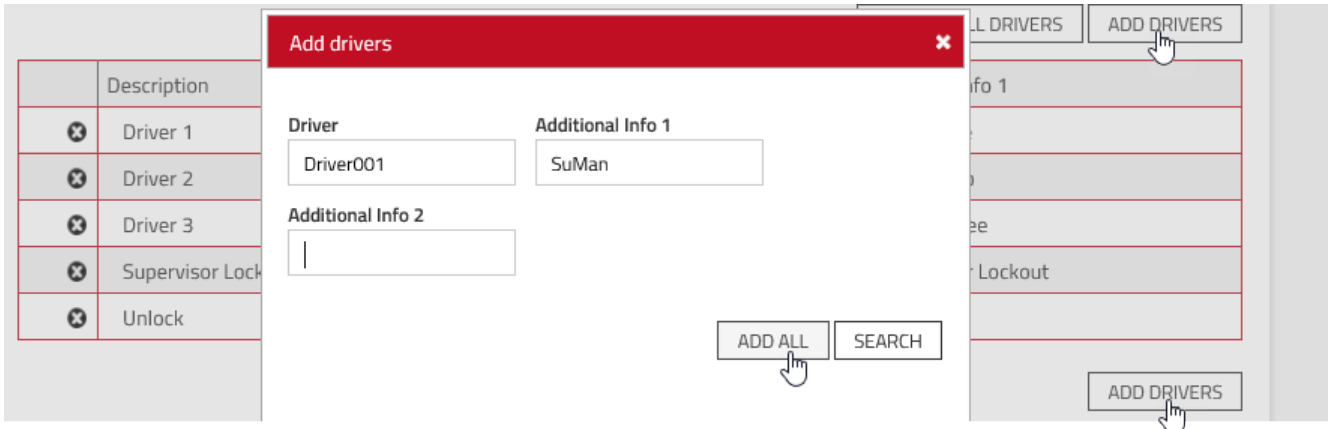 LL DRIVERS ADD DRIVERS
Add drivers
Description fo 1
Driver Additional Info 1
Driver 1
Driver001 SuMan
Driver 2
Additional Info 2
Driver 3 ee
Supervisor Lock r Lockout
Unlock
ADD ALL SEARCH
ADD DRIVERS